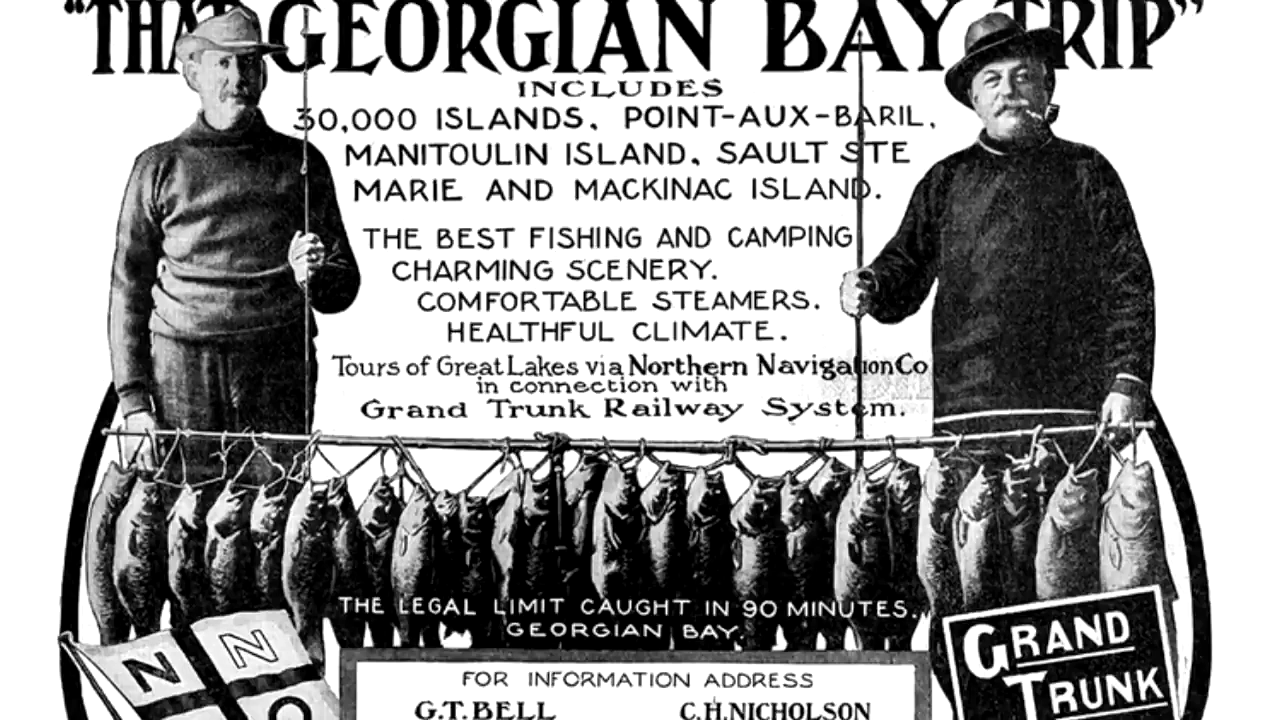 "THAT GEORGIAN BAY TRIP"
INCLUDES
30,000 ISLANDS, POINT-AUX-BARIL,
MANITOULIN ISLAND, SAULT STE
MARIE AND MACKINAC ISLAND.
THE BEST FISHING AND CAMPING
CHARMING SCENERY.
COMFORTABLE STEAMERS.
HEALTHFUL CLIMATE.
Tours of Great Lakes via Northern Navigation Co
in connection with
Grand Trunk Railway System.
THE LEGAL LIMIT CAUGHT IN 90 MINUTES.
GEORGIAN BAY.
N N
O
GRAND
TRUNK
FOR INFORMATION ADDRESS
G.T. BELL C.H. NICHOLSON